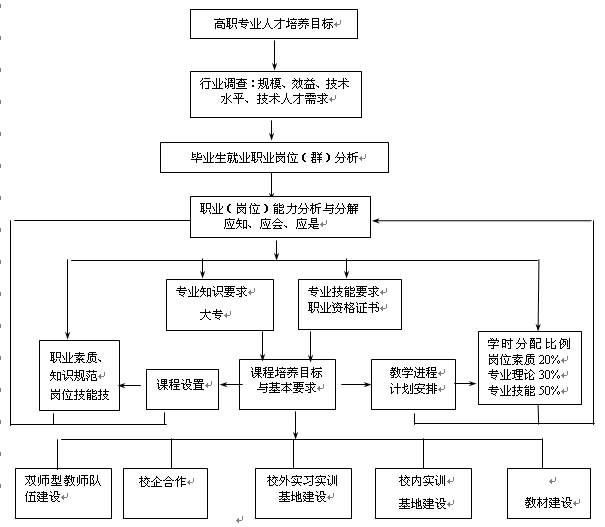 高职专业人才培养目标
行业调查：规模、效益、技术
水平、技术人才需求
毕业生就业职业岗位（群）分析
职业（岗位）能力分析与分解
应知、应会、应是
专业知识要求
大专
专业技能要求
职业资格证书
职业素质、
知识规范
岗位技能技
课程设置
课程培养目标
与基本要求
教学进程
计划安排
学时分配比例
岗位素质 20%
专业理论 30%
专业技能 50%
双师型教师队
伍建设
校企合作
校外实习实训
基地建设
校内实训
基地建设
教材建设